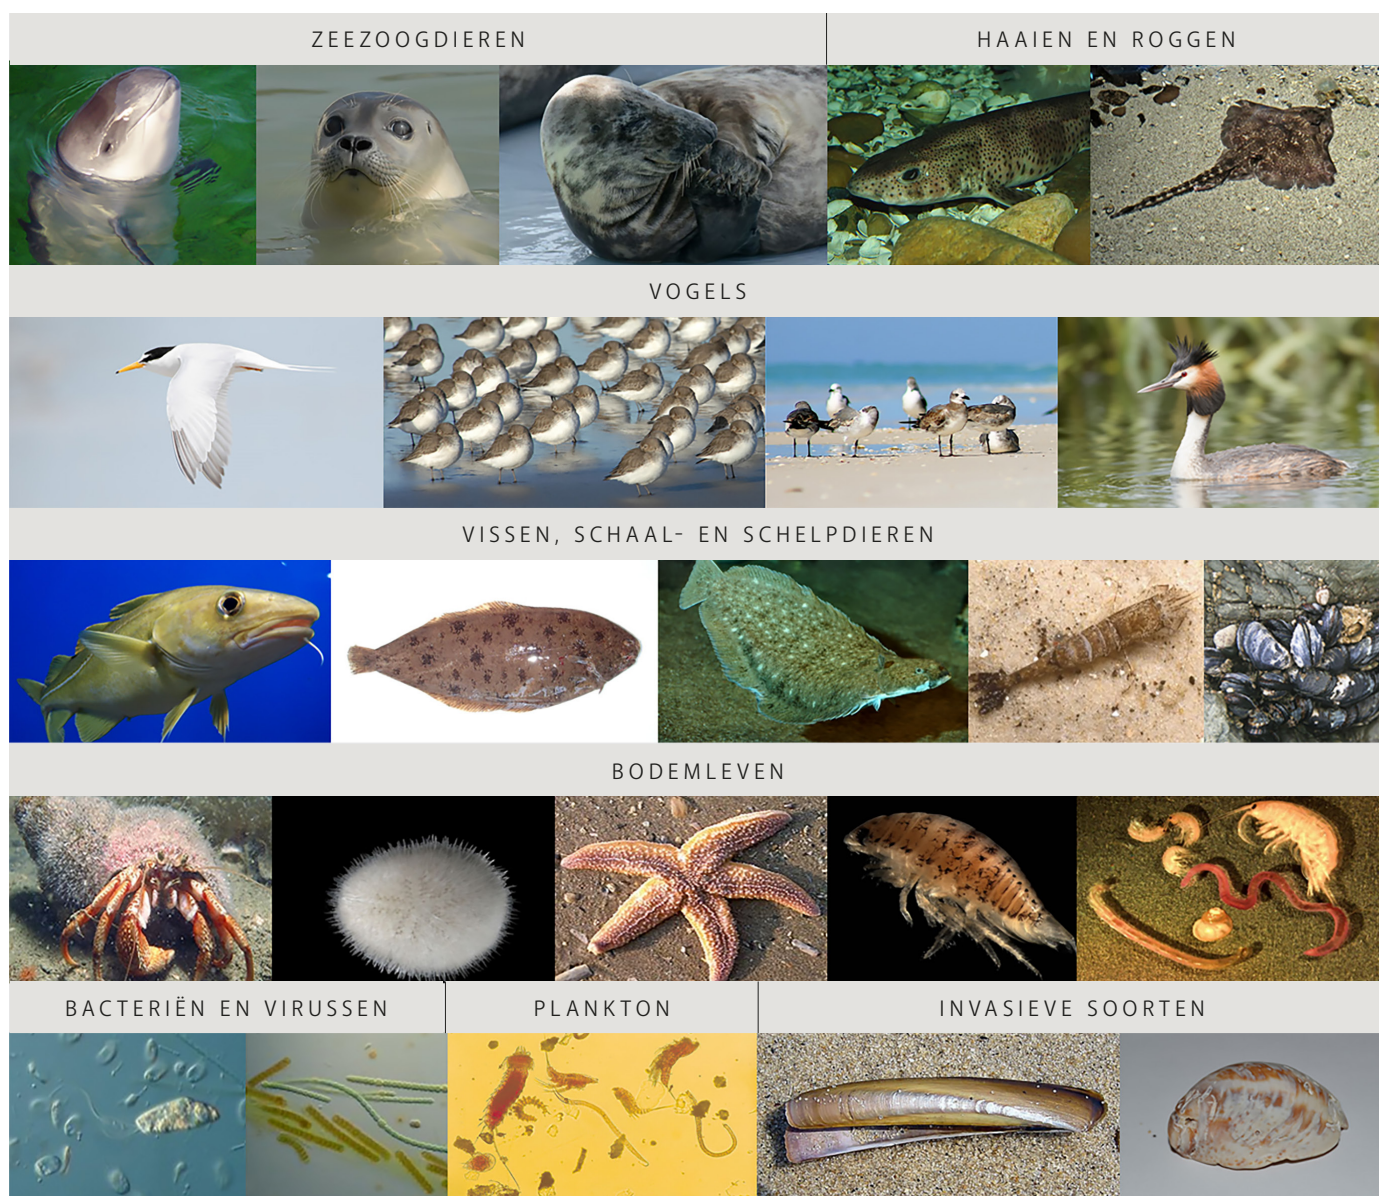 ZEEZOOGDIEREN
HAAIEN EN ROGGEN
VOGELS
VISSEN, SCHAAL- EN SCHELPDIEREN
BODEMLEVEN
BACTERIËN EN VIRUSSEN
PLANKTON
INVASIEVE SOORTEN